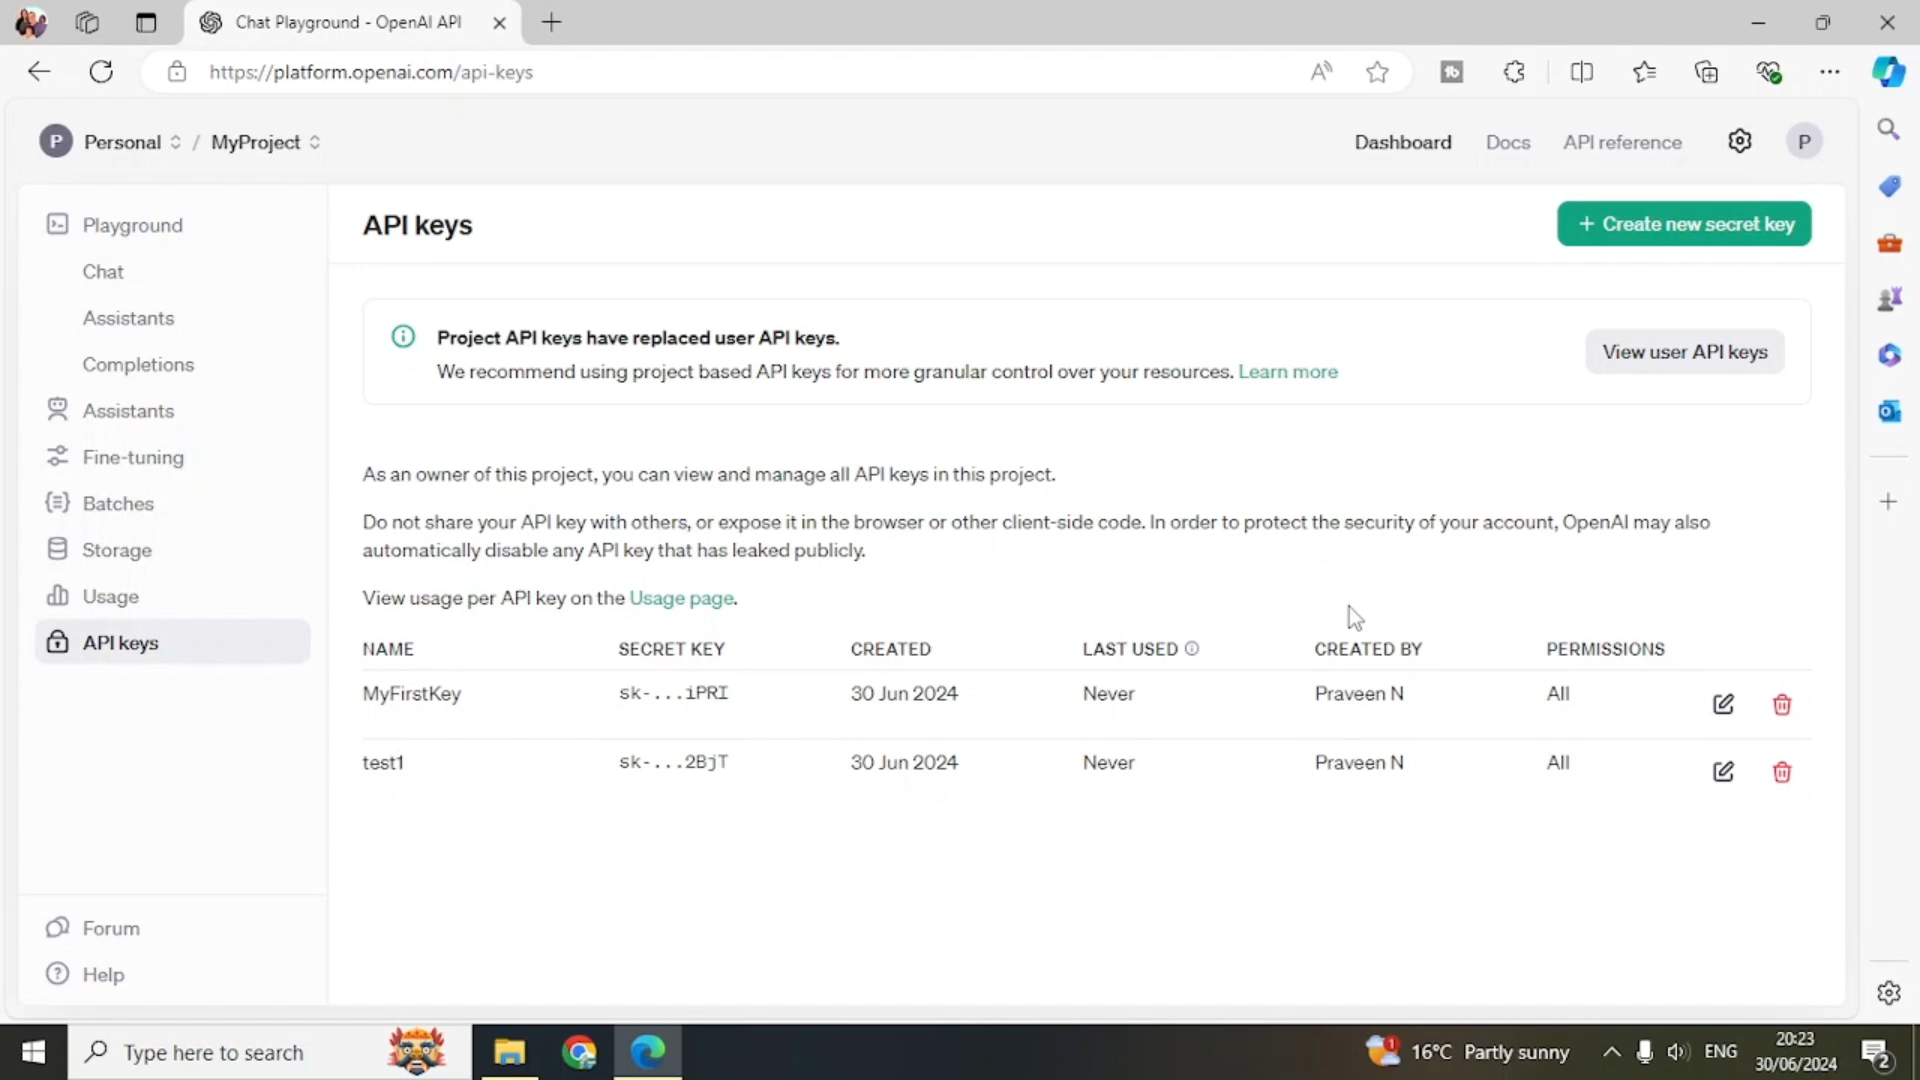 Chat Playground - OpenAI API
https://platform.openai.com/api-keys
P Personal / MyProject
Dashboard Docs API reference P
Playground
Chat
Assistants
Completions
Assistants
Fine-tuning
Batches
Storage
Usage
API keys
Forum
Help
API keys
+ Create new secret key
Project API keys have replaced user API keys.
We recommend using project based API keys for more granular control over your resources. Learn more
View user API keys
As an owner of this project, you can view and manage all API keys in this project.
Do not share your API key with others, or expose it in the browser or other client-side code. In order to protect the security of your account, OpenAI may also
automatically disable any API key that has leaked publicly.
View usage per API key on the Usage page.
NAME SECRET KEY CREATED LAST USED CREATED BY PERMISSIONS
MyFirstKey sk-...iPRI 30 Jun 2024 Never Praveen N All
test1 sk-...2BjT 30 Jun 2024 Never Praveen N All
Type here to search
1 16°C Partly sunny
ENG
20:23
30/06/2024
2